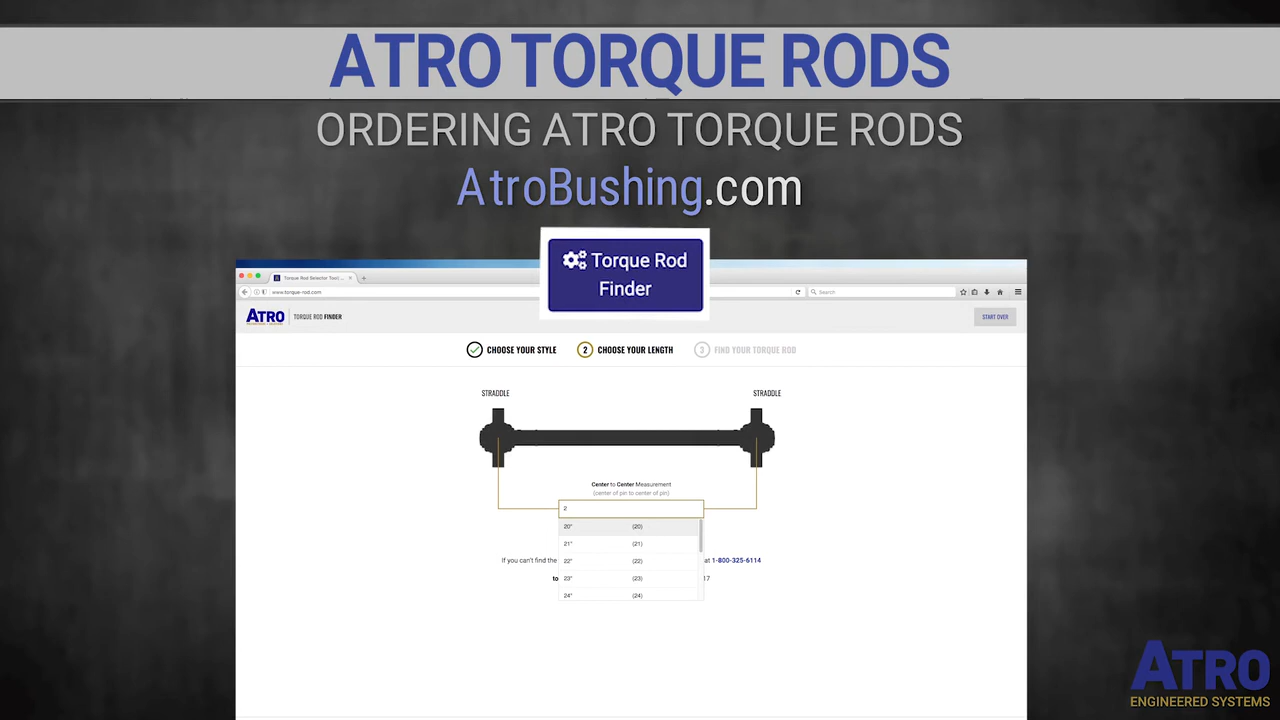 ATRO TORQUE RODS
ORDERING ATRO TORQUE RODS
AtroBushing.com
Torque Rod
Finder
Torque Rod Selector Tool
www.torque-rod.com
Search
ATRO
TORQUE ROD FINDER
START OVER
CHOOSE YOUR STYLE
2 CHOOSE YOUR LENGTH
3 FIND YOUR TORQUE ROD
STRADDLE STRADDLE
Center to Center Measurement
(center of pin to center of pin)
2
20" (20)
21" (21)
If you can't find the
22" (22)
at 1-800-325-6114
to
23" (23)
17
24" (24)
ATRO
ENGINEERED SYSTEMS